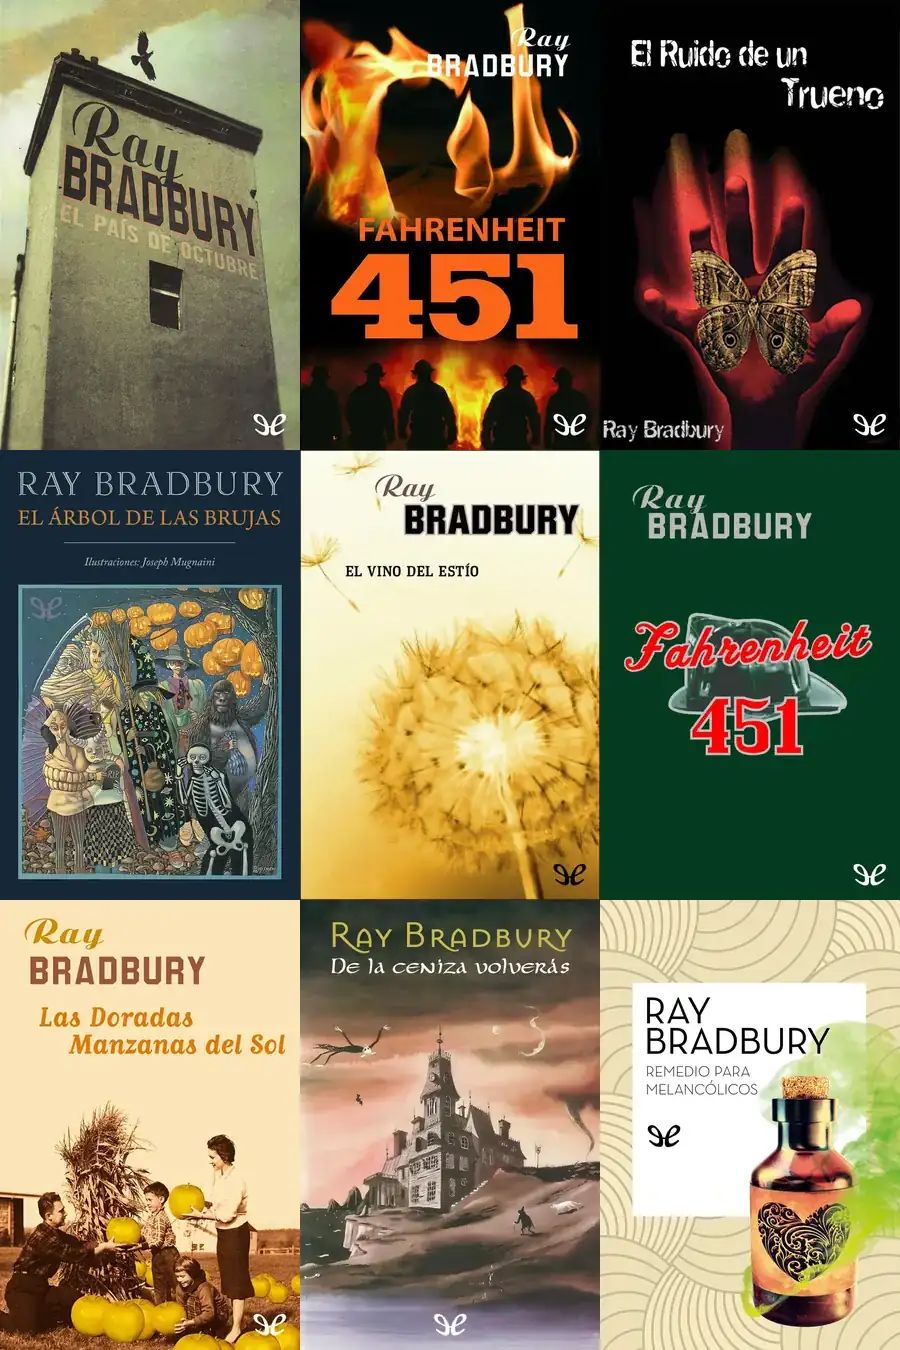 Ray
BRADBURY
EL PAÍS DE OCTUBRE
Ray
BRADBURY
FAHRENHEIT
451
El Ruido de un
Trueno
Ray Bradbury
RAY BRADBURY
EL ÁRBOL DE LAS BRUJAS
Ilustraciones: Joseph Mugnaini
Ray
BRADBURY
EL VINO DEL ESTÍO
Ray
BRADBURY
Fahrenheit
451
Ray
BRADBURY
Las Doradas
Manzanas del Sol
RAY BRADBURY
De la ceniza volverás
RAY
BRADBURY
REMEDIO PARA
MELANCÓLICOS